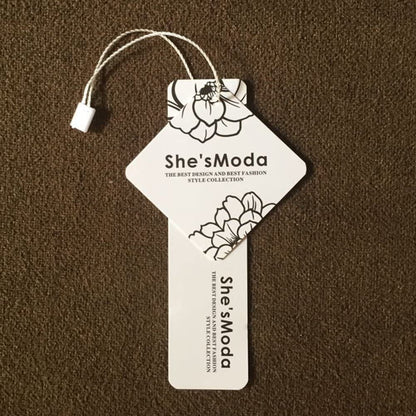 She'sModa
THE BEST DESIGN AND BEST FASHION
STYLE COLLECTION
She'sModa
THE BEST DESIGN AND BEST FASHION
STYLE COLLECTION